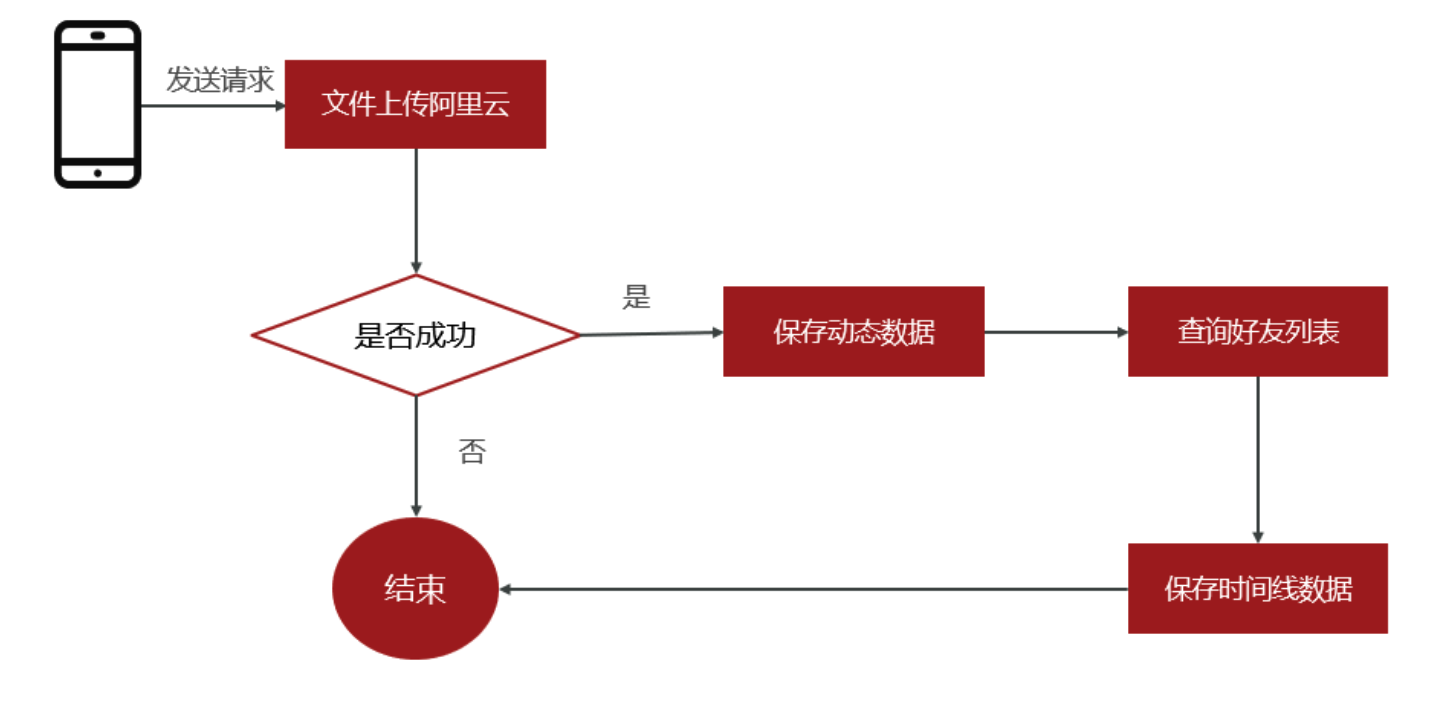 发送请求
文件上传阿里云
是否成功
是
保存动态数据
查询好友列表
否
结束
保存时间线数据